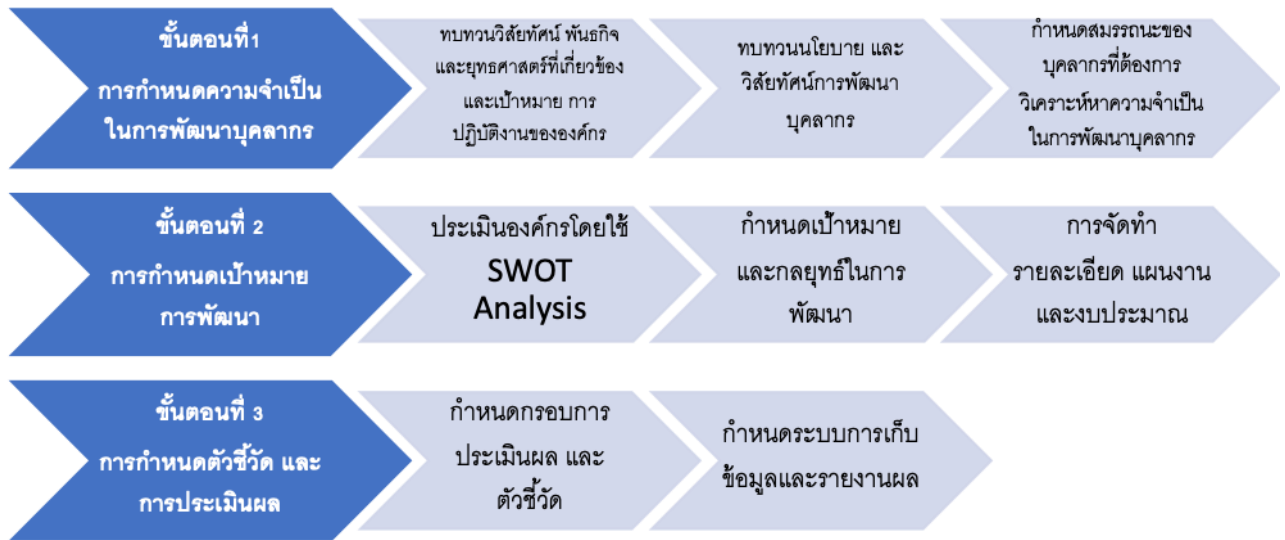 ขั้นตอนที่1
การกำหนดความจำเป็น
ในการพัฒนาบุคลากร
ทบทวนวิสัยทัศน์ พันธกิจ
และยุทธศาสตร์ที่เกี่ยวข้อง
และเป้าหมาย การ
ปฏิบัติงานขององค์กร
ทบทวนนโยบาย และ
วิสัยทัศน์การพัฒนา
บุคลากร
กำหนดสมรรถนะของ
บุคลากรที่ต้องการ
วิเคราะห์หาความจำเป็น
ในการพัฒนาบุคลากร
ขั้นตอนที่ 2
การกำหนดเป้าหมาย
การพัฒนา
ประเมินองค์กรโดยใช้
SWOT
Analysis
กำหนดเป้าหมาย
และกลยุทธ์ในการ
พัฒนา
การจัดทำ
รายละเอียด แผนงาน
และงบประมาณ
ขั้นตอนที่ 3
การกำหนดตัวชี้วัด และ
การประเมินผล
กำหนดกรอบการ
ประเมินผล และ
ตัวชี้วัด
กำหนดระบบการเก็บ
ข้อมูลและรายงานผล